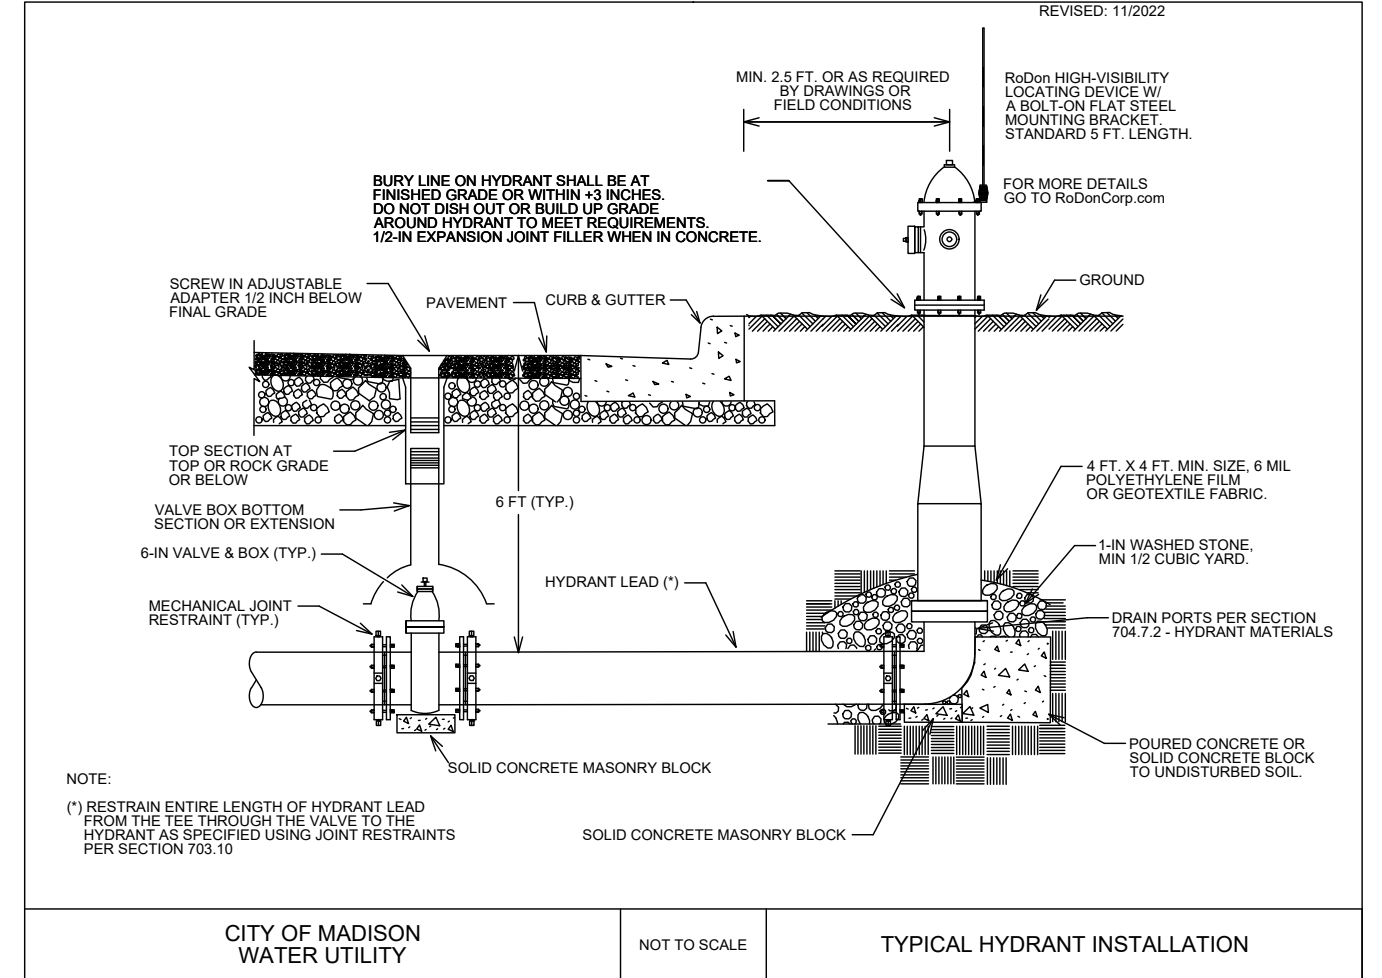 REVISED: 11/2022
MIN. 2.5 FT. OR AS REQUIRED
BY DRAWINGS OR
FIELD CONDITIONS
RoDon HIGH-VISIBILITY
LOCATING DEVICE W/
A BOLT-ON FLAT STEEL
MOUNTING BRACKET.
STANDARD 5 FT. LENGTH.
FOR MORE DETAILS
GO TO RoDonCorp.com
BURY LINE ON HYDRANT SHALL BE AT
FINISHED GRADE OR WITHIN +3 INCHES.
DO NOT DISH OUT OR BUILD UP GRADE
AROUND HYDRANT TO MEET REQUIREMENTS.
1/2-IN EXPANSION JOINT FILLER WHEN IN CONCRETE.
SCREW IN ADJUSTABLE
ADAPTER 1/2 INCH BELOW
FINAL GRADE
PAVEMENT
CURB & GUTTER
GROUND
TOP SECTION AT
TOP OR ROCK GRADE
OR BELOW
VALVE BOX BOTTOM
SECTION OR EXTENSION
6 FT (TYP.)
4 FT. X 4 FT. MIN. SIZE, 6 MIL
POLYETHYLENE FILM
OR GEOTEXTILE FABRIC.
6-IN VALVE & BOX (TYP.)
HYDRANT LEAD (*)
1-IN WASHED STONE,
MIN 1/2 CUBIC YARD.
MECHANICAL JOINT
RESTRAINT (TYP.)
DRAIN PORTS PER SECTION
704.7.2 - HYDRANT MATERIALS
SOLID CONCRETE MASONRY BLOCK
POURED CONCRETE OR
SOLID CONCRETE BLOCK
TO UNDISTURBED SOIL.
NOTE:
(*) RESTRAIN ENTIRE LENGTH OF HYDRANT LEAD
FROM THE TEE THROUGH THE VALVE TO THE
HYDRANT AS SPECIFIED USING JOINT RESTRAINTS
PER SECTION 703.10
SOLID CONCRETE MASONRY BLOCK
CITY OF MADISON
WATER UTILITY
NOT TO SCALE
TYPICAL HYDRANT INSTALLATION